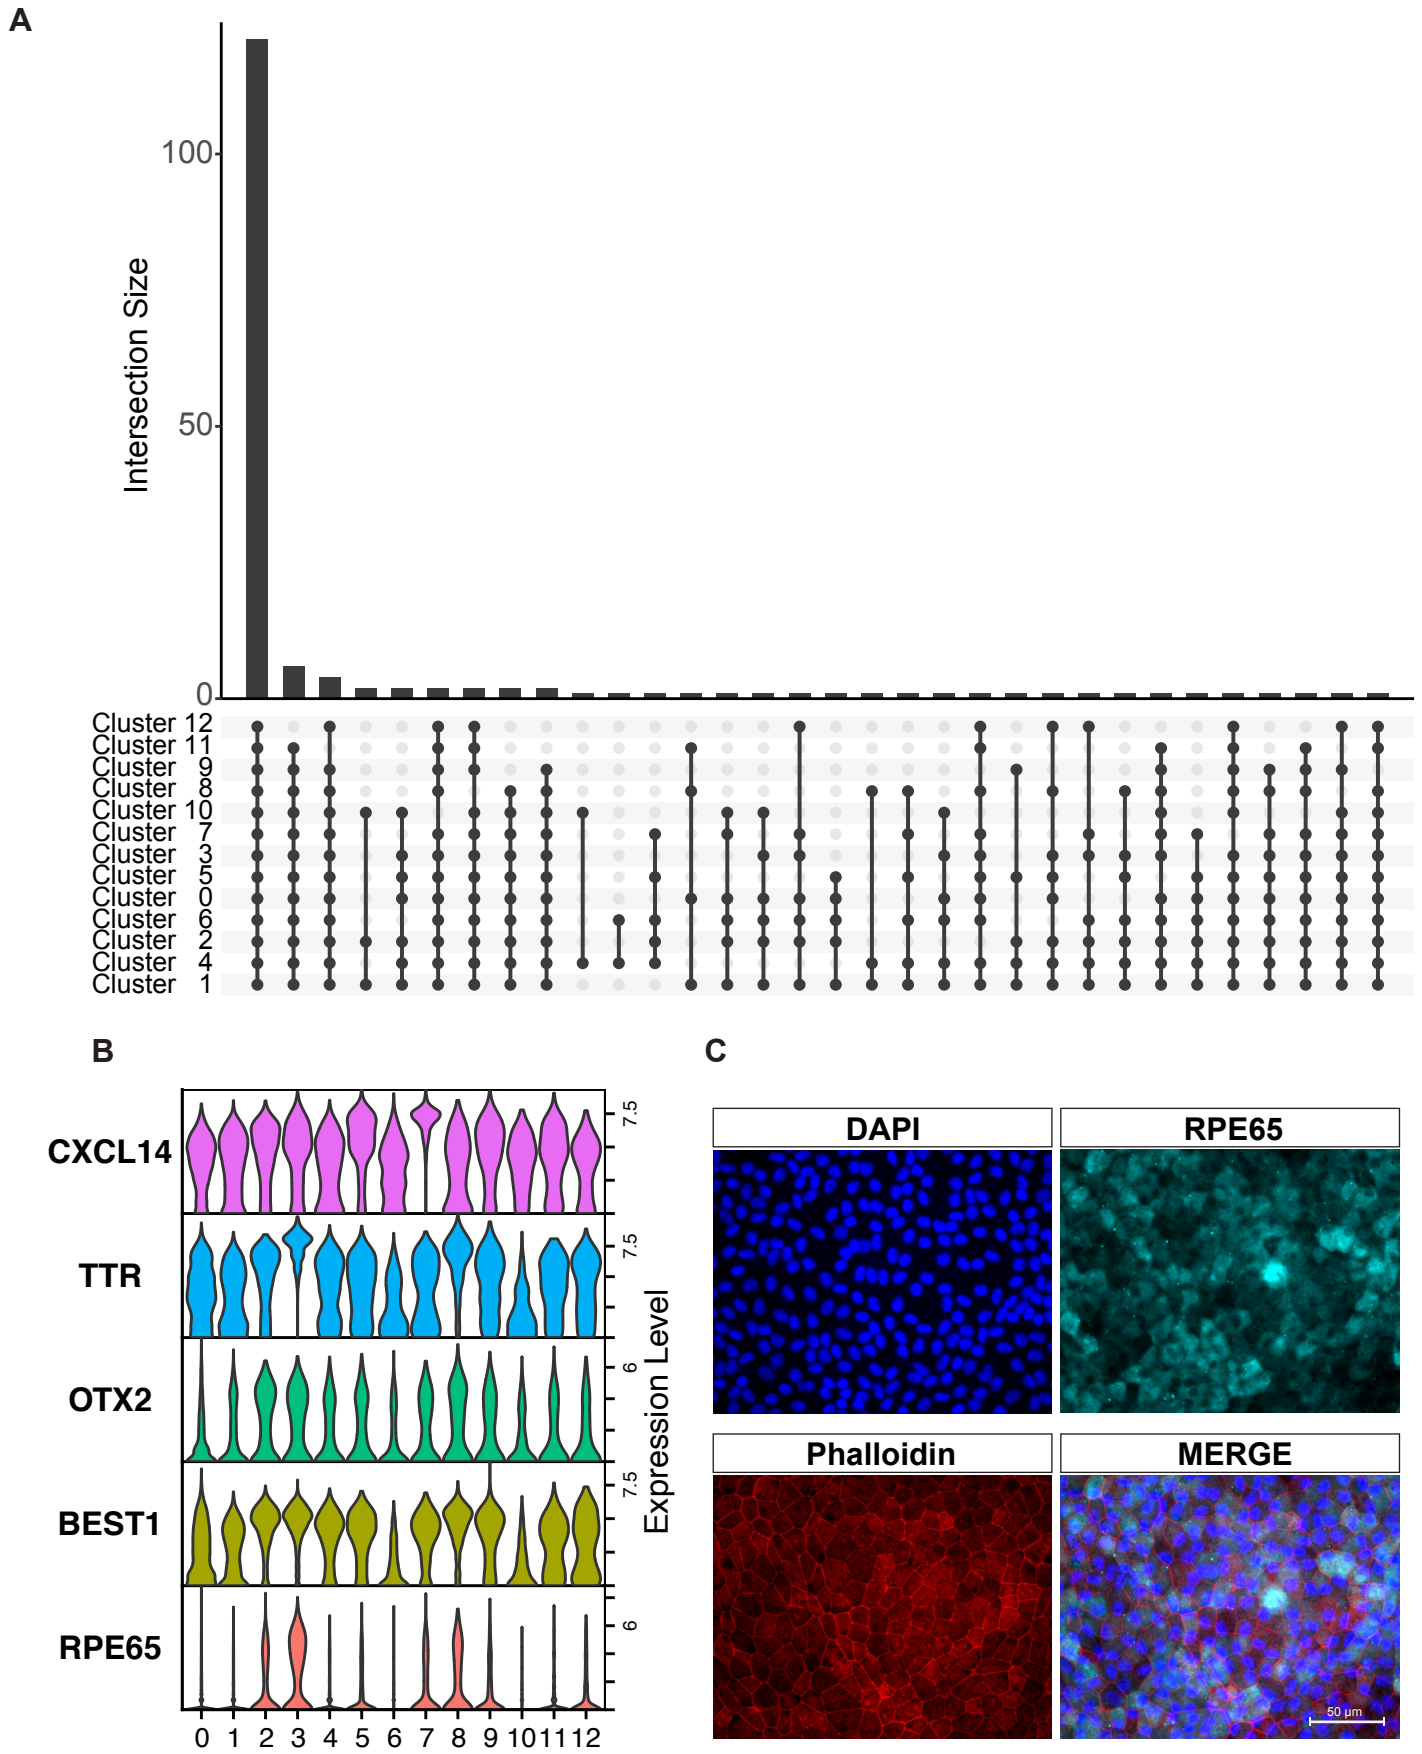 A
Intersection Size
100
50
0
Cluster 12
Cluster 11
Cluster 9
Cluster 8
Cluster 10
Cluster 7
Cluster 3
Cluster 5
Cluster 0
Cluster 6
Cluster 2
Cluster 4
Cluster 1
B
CXCL14
7.5
TTR
7.5
OTX2
6
BEST1
7.5
RPE65
6
Expression Level
0 1 2 3 4 5 6 7 8 9 10 11 12
C
DAPI
RPE65
Phalloidin
MERGE
50 µm